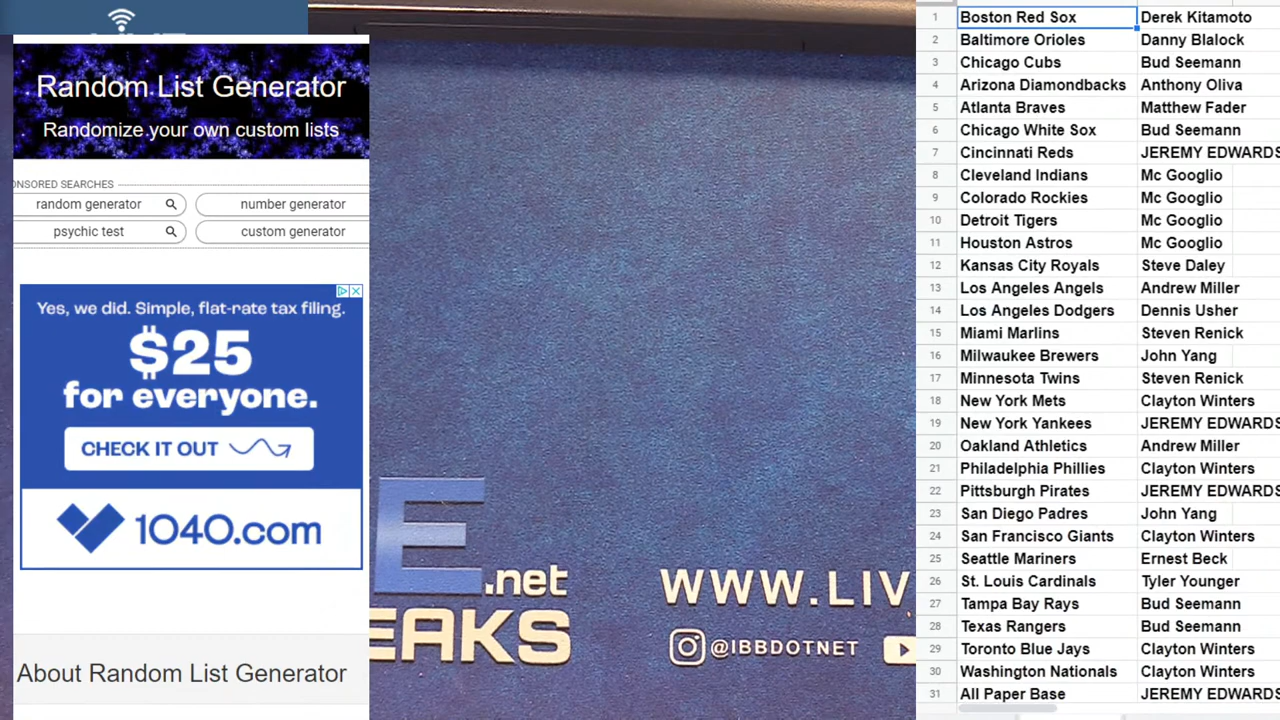 Random List Generator
Randomize your own custom lists
ONSORED SEARCHES
random generator
number generator
psychic test
custom generator
Yes, we did. Simple, flat-rate tax filing.
$25
for everyone.
CHECK IT OUT
1040.com
About Random List Generator
E.net
EAKS
WWW.LIV
@IBBDOTNET
1 Boston Red Sox Derek Kitamoto
2 Baltimore Orioles Danny Blalock
3 Chicago Cubs Bud Seemann
4 Arizona Diamondbacks Anthony Oliva
5 Atlanta Braves Matthew Fader
6 Chicago White Sox Bud Seemann
7 Cincinnati Reds JEREMY EDWARDS
8 Cleveland Indians Mc Googlio
9 Colorado Rockies Mc Googlio
10 Detroit Tigers Mc Googlio
11 Houston Astros Mc Googlio
12 Kansas City Royals Steve Daley
13 Los Angeles Angels Andrew Miller
14 Los Angeles Dodgers Dennis Usher
15 Miami Marlins Steven Renick
16 Milwaukee Brewers John Yang
17 Minnesota Twins Steven Renick
18 New York Mets Clayton Winters
19 New York Yankees JEREMY EDWARDS
20 Oakland Athletics Andrew Miller
21 Philadelphia Phillies Clayton Winters
22 Pittsburgh Pirates JEREMY EDWARDS
23 San Diego Padres John Yang
24 San Francisco Giants Clayton Winters
25 Seattle Mariners Ernest Beck
26 St. Louis Cardinals Tyler Younger
27 Tampa Bay Rays Bud Seemann
28 Texas Rangers Bud Seemann
29 Toronto Blue Jays Clayton Winters
30 Washington Nationals Clayton Winters
31 All Paper Base JEREMY EDWARDS